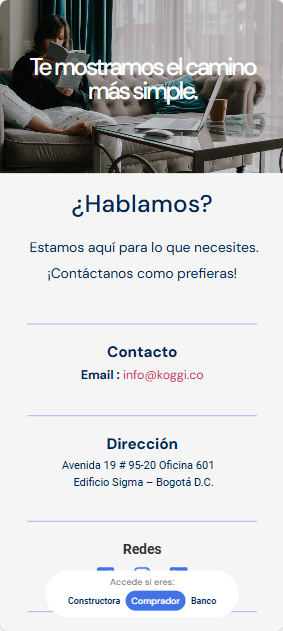 Te mostramos el camino
más simple.
¿Hablamos?
Estamos aquí para lo que necesites.
¡Contáctanos como prefieras!
Contacto
Email : info@koggi.co
Dirección
Avenida 19 # 95-20 Oficina 601
Edificio Sigma – Bogotá D.C.
Redes
Accede si eres:
Constructora Comprador Banco